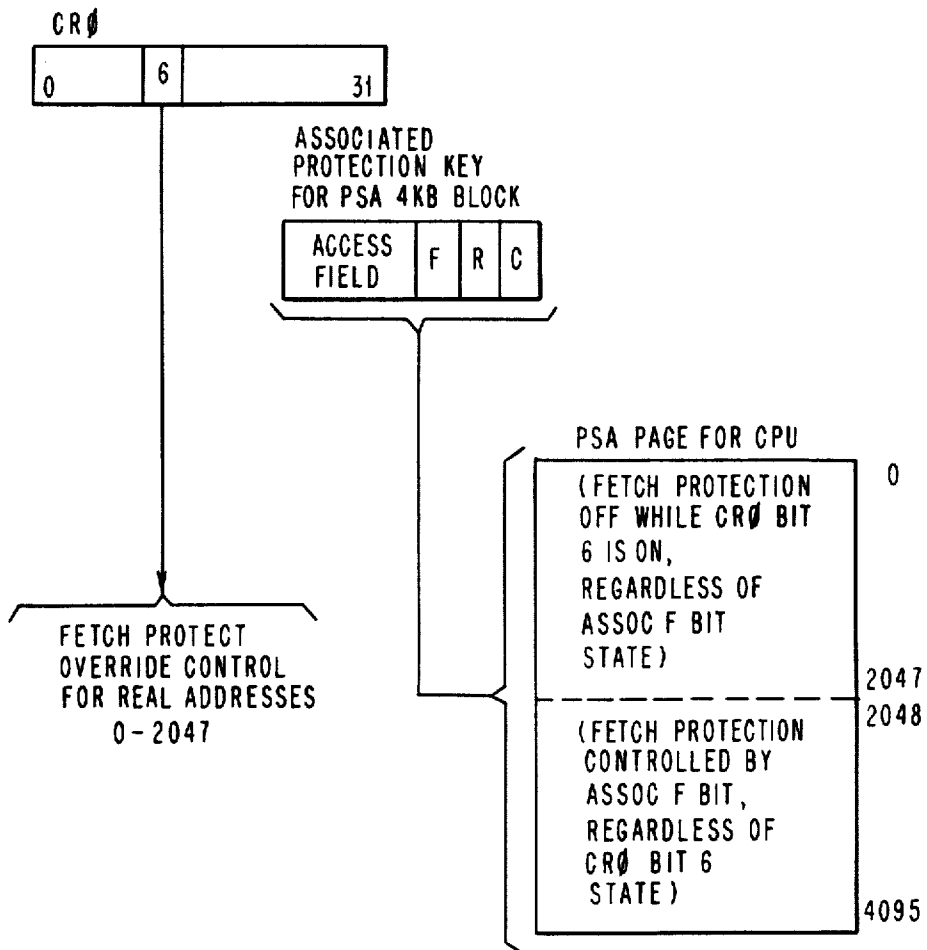 CRØ
0 6 31
ASSOCIATED
PROTECTION KEY
FOR PSA 4KB BLOCK
ACCESS
FIELD
F R C
PSA PAGE FOR CPU
0
(FETCH PROTECTION
OFF WHILE CRØ BIT
6 IS ON,
REGARDLESS OF
ASSOC F BIT
STATE)
2047
2048
(FETCH PROTECTION
CONTROLLED BY
ASSOC F BIT,
REGARDLESS OF
CRØ BIT 6
STATE)
4095
FETCH PROTECT
OVERRIDE CONTROL
FOR REAL ADDRESSES
0-2047